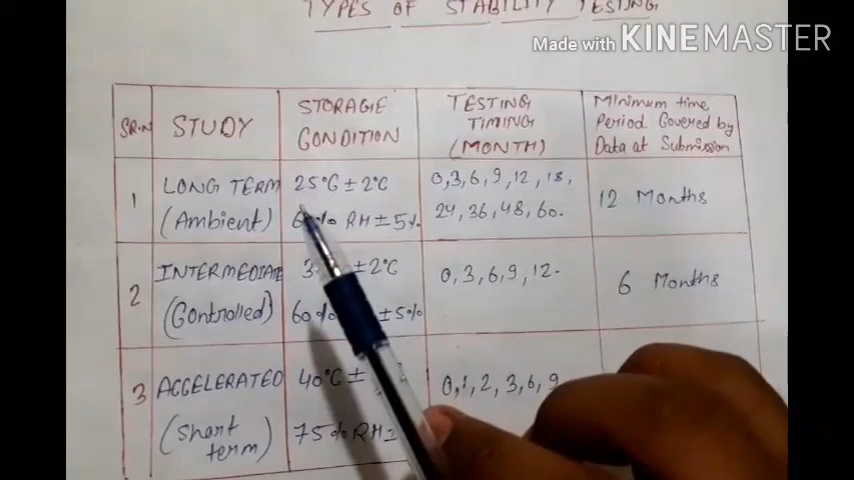 TYPES OF STABILITY TESTING
Made with KINEMASTER
SR.N
STUDY
STORAGE
CONDITION
TESTING
TIMING
(MONTH)
Minimum time
Period Covered by
Data at Submission
1
LONG TERM
(Ambient)
25°C ± 2°C
60% RH ± 5%
0,3,6,9,12,18,
24,36,48,60.
12 Months
2
INTERMEDIATE
(Controlled)
3 ±2°C
60% ±5%
0,3,6,9,12.
6 Months
3
ACCELERATED
(Short
term)
40°C ±
75% RH±
0,1,2,3,6,9